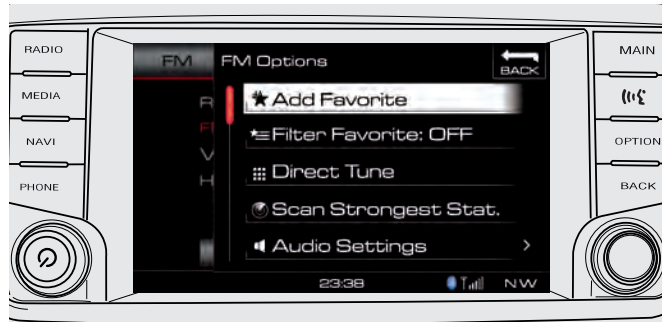 RADIO
MEDIA
NAVI
PHONE
FM
FM Options
BACK
Add Favorite
Filter Favorite: OFF
Direct Tune
Scan Strongest Stat.
Audio Settings
23:38
NW
MAIN
OPTION
BACK